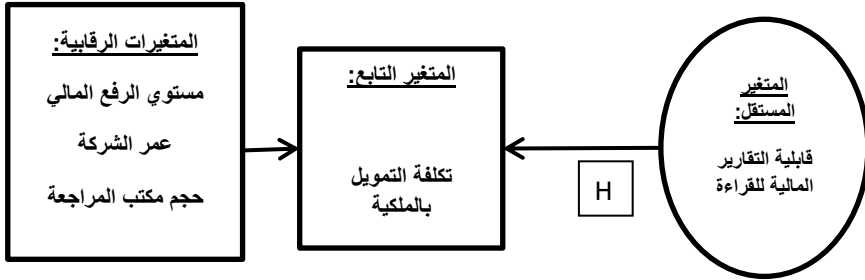 المتغير
المستقل:
قابلية التقارير
المالية للقراءة
H
المتغير التابع:
تكلفة التمويل
بالملكية
المتغيرات الرقابية:
مستوي الرفع المالي
عمر الشركة
حجم مكتب المراجعة